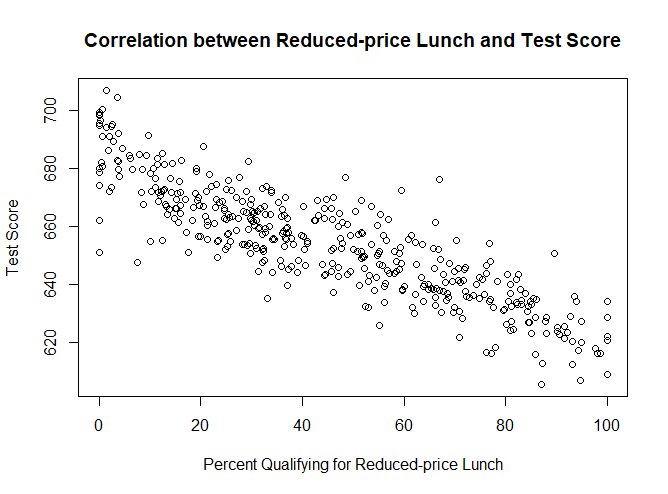 Correlation between Reduced-price Lunch and Test Score
Test Score
700
680
660
640
620
0 20 40 60 80 100
Percent Qualifying for Reduced-price Lunch